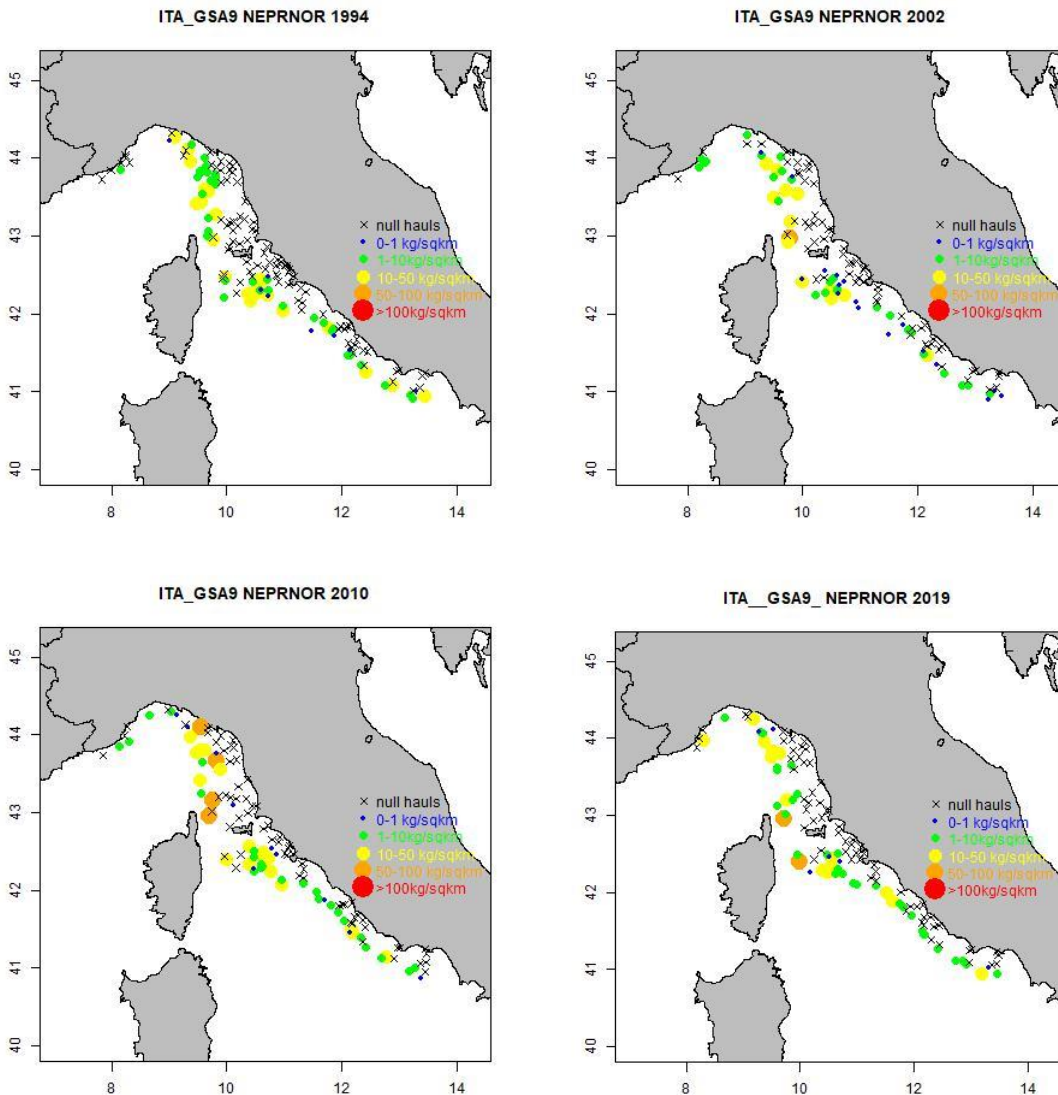 ITA_GSA9 NEPRNOR 1994
45
44
43
42
41
40
× null hauls
0-1 kg/sqkm
1-10kg/sqkm
10-50 kg/sqkm
50-100 kg/sqkm
>100kg/sqkm
8 10 12 14
ITA_GSA9 NEPRNOR 2002
45
44
43
42
41
40
× null hauls
0-1 kg/sqkm
1-10kg/sqkm
10-50 kg/sqkm
50-100 kg/sqkm
>100kg/sqkm
8 10 12 14
ITA_GSA9 NEPRNOR 2010
45
44
43
42
41
40
× null hauls
0-1 kg/sqkm
1-10kg/sqkm
10-50 kg/sqkm
50-100 kg/sqkm
>100kg/sqkm
8 10 12 14
ITA__GSA9_ NEPRNOR 2019
45
44
43
42
41
40
× null hauls
0-1 kg/sqkm
1-10kg/sqkm
10-50 kg/sqkm
50-100 kg/sqkm
>100kg/sqkm
8 10 12 14